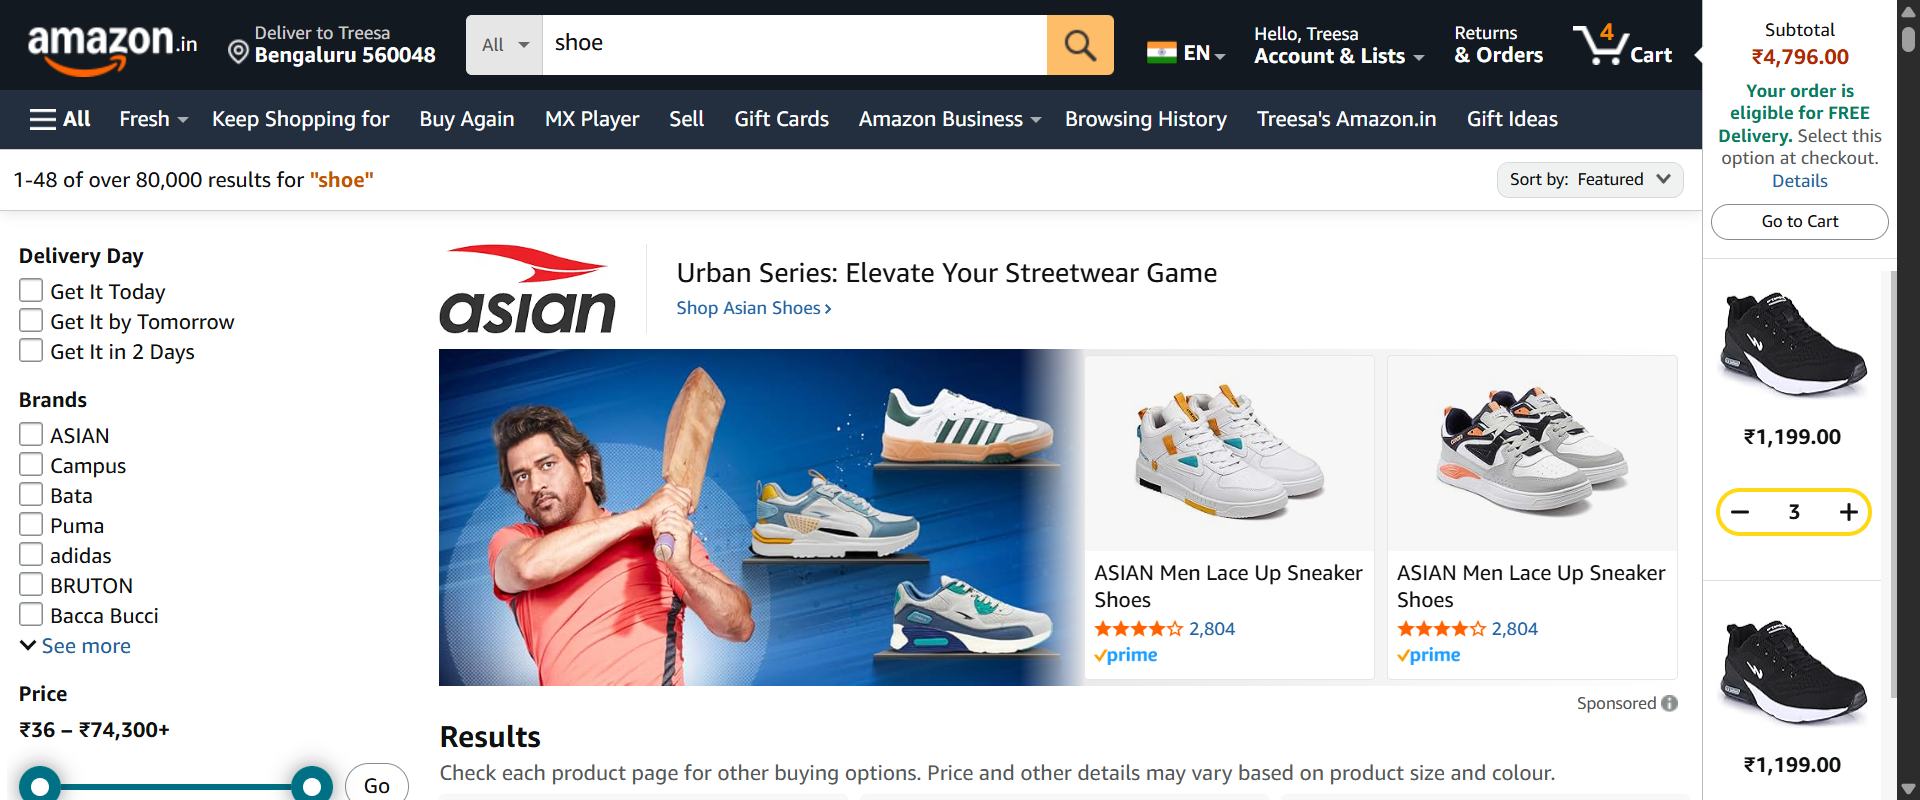 amazon.in
Deliver to Treesa
Bengaluru 560048
All
shoe
EN
Hello, Treesa
Account & Lists
Returns
& Orders
4
Cart
All
Fresh
Keep Shopping for
Buy Again
MX Player
Sell
Gift Cards
Amazon Business
Browsing History
Treesa's Amazon.in
Gift Ideas
1-48 of over 80,000 results for "shoe"
Sort by: Featured
Delivery Day
Get It Today
Get It by Tomorrow
Get It in 2 Days
Brands
ASIAN
Campus
Bata
Puma
adidas
BRUTON
Bacca Bucci
See more
Price
₹36 – ₹74,300+
Go
asian
Urban Series: Elevate Your Streetwear Game
Shop Asian Shoes ›
ASIAN Men Lace Up Sneaker
Shoes
2,804
prime
ASIAN Men Lace Up Sneaker
Shoes
2,804
prime
Sponsored
Results
Check each product page for other buying options. Price and other details may vary based on product size and colour.
Subtotal
₹4,796.00
Your order is
eligible for FREE
Delivery. Select this
option at checkout.
Details
Go to Cart
₹1,199.00
3
₹1,199.00